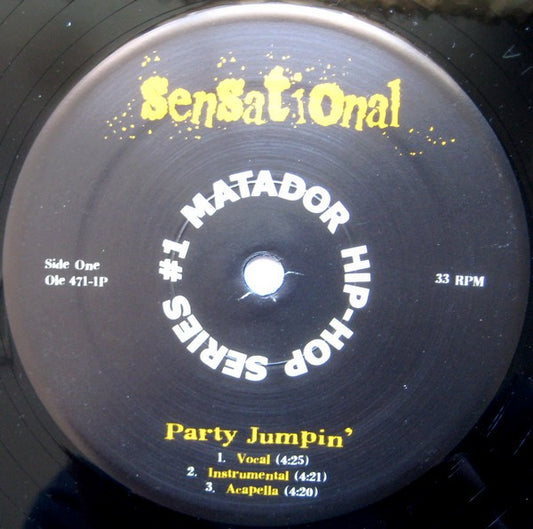 Sensational
MATADOR HIP-HOP SERIES #1
Side One
Ole 471-1P
33 RPM
Party Jumpin'
1. Vocal (4:25)
2. Instrumental (4:21)
3. Acapella (4:20)